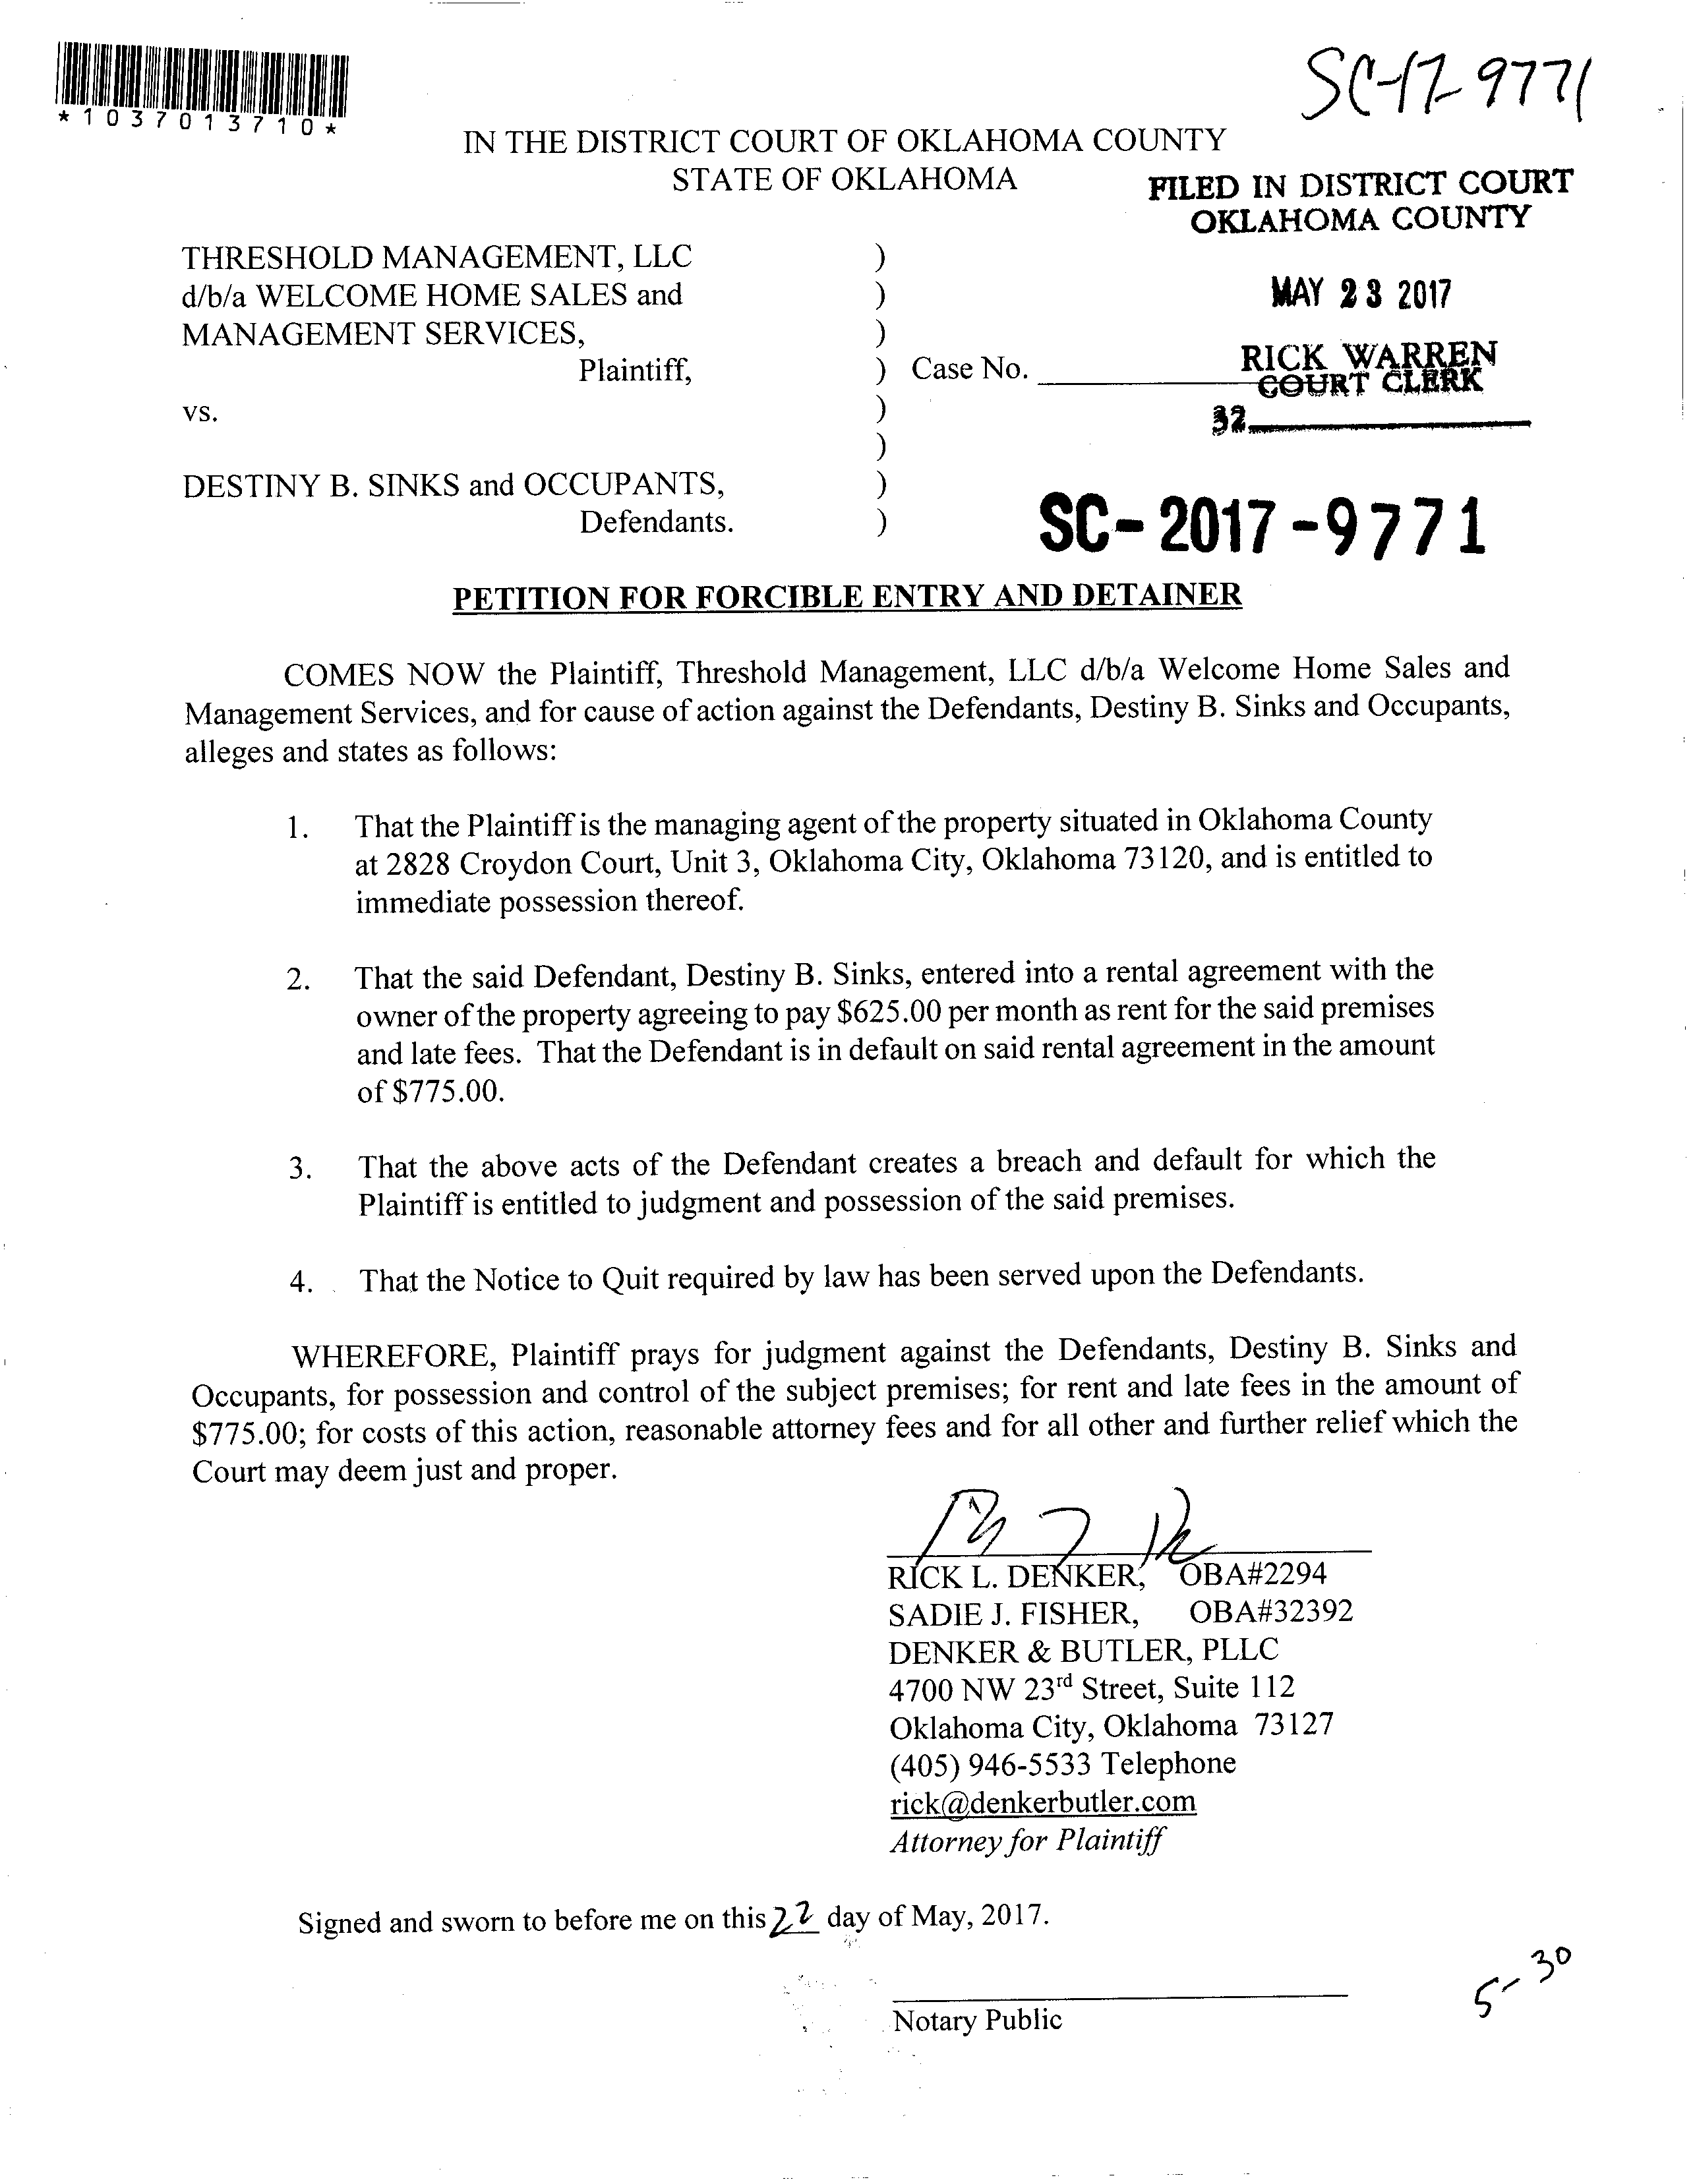 *1037013710*
SC-17-9771
IN THE DISTRICT COURT OF OKLAHOMA COUNTY
STATE OF OKLAHOMA
FILED IN DISTRICT COURT
OKLAHOMA COUNTY
THRESHOLD MANAGEMENT, LLC )
d/b/a WELCOME HOME SALES and ) MAY 23 2017
MANAGEMENT SERVICES, )
Plaintiff, ) Case No. RICK WARREN
COURT CLERK
vs. ) 32
)
DESTINY B. SINKS and OCCUPANTS, )
Defendants. ) SC-2017-9771
PETITION FOR FORCIBLE ENTRY AND DETAINER
COMES NOW the Plaintiff, Threshold Management, LLC d/b/a Welcome Home Sales and
Management Services, and for cause of action against the Defendants, Destiny B. Sinks and Occupants,
alleges and states as follows:
1. That the Plaintiff is the managing agent of the property situated in Oklahoma County
at 2828 Croydon Court, Unit 3, Oklahoma City, Oklahoma 73120, and is entitled to
immediate possession thereof.
2. That the said Defendant, Destiny B. Sinks, entered into a rental agreement with the
owner of the property agreeing to pay $625.00 per month as rent for the said premises
and late fees. That the Defendant is in default on said rental agreement in the amount
of $775.00.
3. That the above acts of the Defendant creates a breach and default for which the
Plaintiff is entitled to judgment and possession of the said premises.
4. That the Notice to Quit required by law has been served upon the Defendants.
WHEREFORE, Plaintiff prays for judgment against the Defendants, Destiny B. Sinks and
Occupants, for possession and control of the subject premises; for rent and late fees in the amount of
$775.00; for costs of this action, reasonable attorney fees and for all other and further relief which the
Court may deem just and proper.
RICK L. DENKER, OBA#2294
SADIE J. FISHER, OBA#32392
DENKER & BUTLER, PLLC
4700 NW 23rd Street, Suite 112
Oklahoma City, Oklahoma 73127
(405) 946-5533 Telephone
rick@denkerbutler.com
Attorney for Plaintiff
Signed and sworn to before me on this 22 day of May, 2017.
5-30
Notary Public